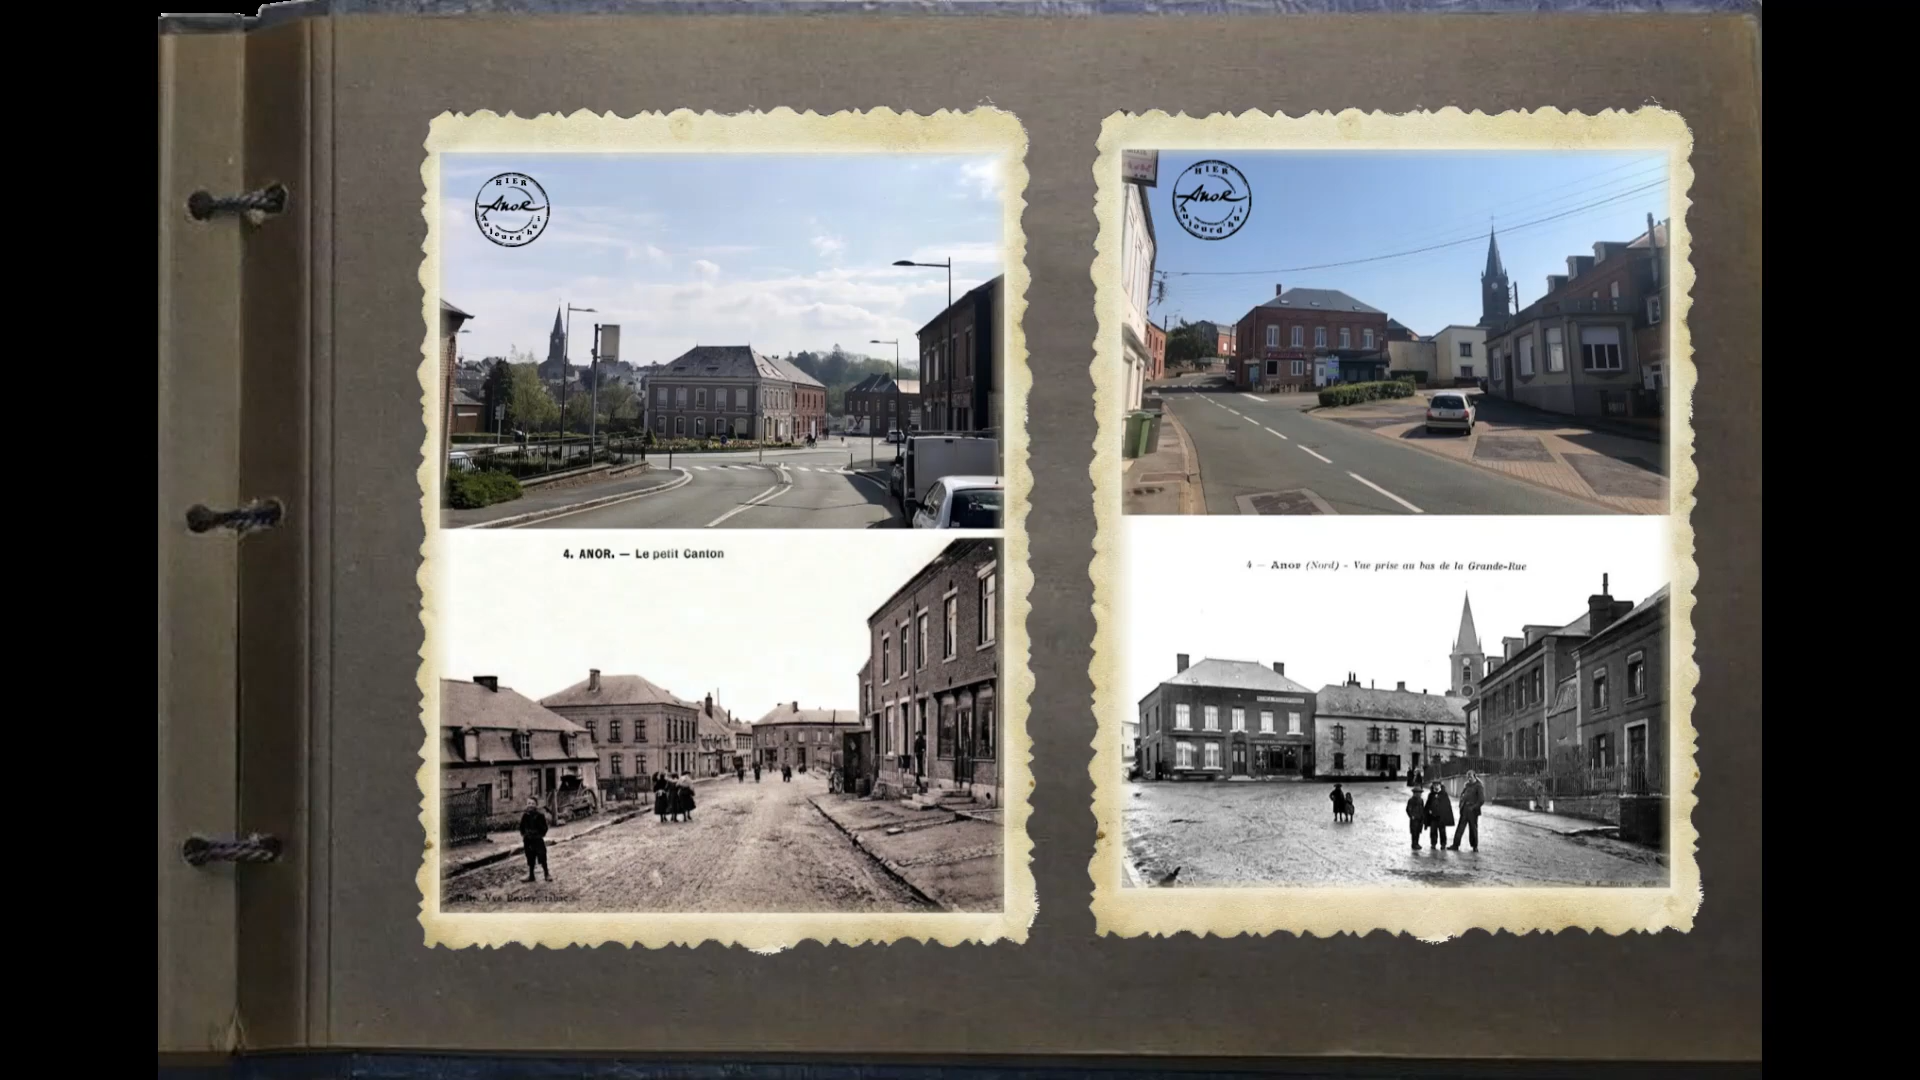 HIER
Anor
Aujourd'hui
4. ANOR. — Le petit Canton
HIER
Anor
Aujourd'hui
4 — Anor (Nord) - Vue prise au bas de la Grande-Rue